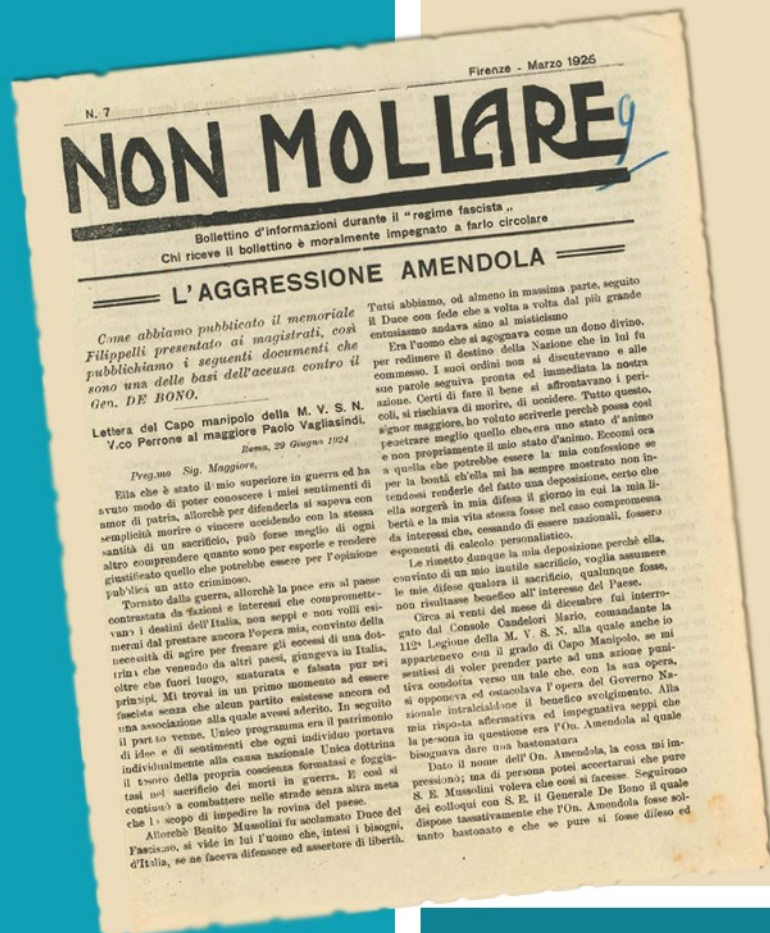 N. 7
Firenze - Marzo 1925
NON MOLLARE
9
Bollettino d'informazioni durante il "regime fascista„
Chi riceve il bollettino è moralmente impegnato a farlo circolare
L'AGGRESSIONE AMENDOLA
Come abbiamo pubbticato il memoriale
Filippelli presentato ai magistrati, così
pubblichiamo i seguenti documenti che
sono una delle basi dell'aceusa contro il
Gen. DE BONO.
Lettera del Capo manipolo della M. V. S. N.
V.co Perrone al maggiore Paolo Vagliasindi.
Roma, 29 Giugno 1924
Preg.mo Sig. Maggiore,
Ella che è stato il mio superiore in guerra ed ha
avuto modo di poter conoscere i miei sentimenti di
amor di patria, allorchè per difenderla si sapeva con
semplicità morire o vincere uccidendo con la stessa
santità di un sacrificio, può forse meglio di ogni
altro comprendere quanto sono per esporle e rendere
giustificato quello che potrebbe essere per l'opinione
pubblica un atto criminoso.
Tornato dalla guerra, allorchè la pace era al paese
contrastata da fazioni e interessi che compromette-
vano i destini dell'Italia, non seppi e non volli esi-
mermi dal prestare ancora l'opera mia, convinto della
necessità di agire per frenare gli eccessi di una dot-
trina che venendo da altri paesi, giungeva in Italia,
oltre che fuori luogo, snaturata e falsata pur nei
principi. Mi trovai in un primo momento ad essere
fascista senza che alcun partito esistesse ancora od
una associazione alla quale avessi aderito. In seguito
il partito venne. Unico programma era il patrimonio
di idee e di sentimenti che ogni individuo portava
individualmente alla causa nazionale Unica dottrina
il tesoro della propria coscienza formatasi e foggia-
tasi nel sacrificio dei morti in guerra. E così si
continuò a combattere nelle strade senza altra meta
che lo scopo di impedire la rovina del paese.
Allorchè Benito Mussolini fu acclamato Duce del
Fascismo, si vide in lui l'uomo che, intesi i bisogni,
d'Italia, se ne faceva difensore ed assertore di libertà.
Tutti abbiamo, od almeno in massima parte, seguito
il Duce con fede che a volta a volta dal più grande
entusiasmo andava sino al misticismo
Era l'uomo che si agognava come un dono divino,
per redimere il destino della Nazione che in lui fu
commesso. I suoi ordini non si discutevano e alle
sue parole seguiva pronta ed immediata la nostra
azione. Certi di fare il bene si affrontavano i peri-
coli, si rischiava di morire, di uccidere. Tutto questo,
signor maggiore, ho voluto scriverle perchè possa così
penetrare meglio quello che era uno stato d'animo
e non propriamente il mio stato d'animo. Eccomi ora
a quella che potrebbe essere la mia confessione se
per la bontà ch'ella mi ha sempre mostrato non in-
tendessi renderle del fatto una deposizione, certo che
ella sorgerà in mia difesa il giorno in cui la mia li-
bertà e la mia vita stessa fosse nel caso compromessa
da interessi che, cessando di essere nazionali, fossero
esponenti di calcolo personalistico.
Le rimetto dunque la mia deposizione perchè ella,
convinto di un mio inutile sacrificio, voglia assumere
le mie difese qualora il sacrificio, qualunque fosse,
non risultasse benefico all'interesse del Paese.
Circa ai venti del mese di dicembre fui interro-
gato dal Console Candelori Mario, comandante la
112ª Legione della M. V. S. N. alla quale anche io
appartenevo con il grado di Capo Manipolo, se mi
sentissi di voler prender parte ad una azione puni-
tiva condotta verso un tale che, con la sua opera,
si opponeva ed ostacolava l'opera del Governo Na-
zionale intralciandone il benefico svolgimento. Alla
mia risposta affermativa ed impegnativa seppi che
la persona in questione era l'On. Amendola al quale
bisognava dare una bastonatura
Dato il nome dell'On. Amendola, la cosa mi im-
pressionò; ma di persona potei accertarmi che pure
S. E. Mussolini voleva che così si facesse. Seguirono
dei colloqui con S. E. il Generale De Bono il quale
dispose tassativamente che l'On. Amendola fosse sol-
tanto bastonato e che se pure si fosse difeso ed